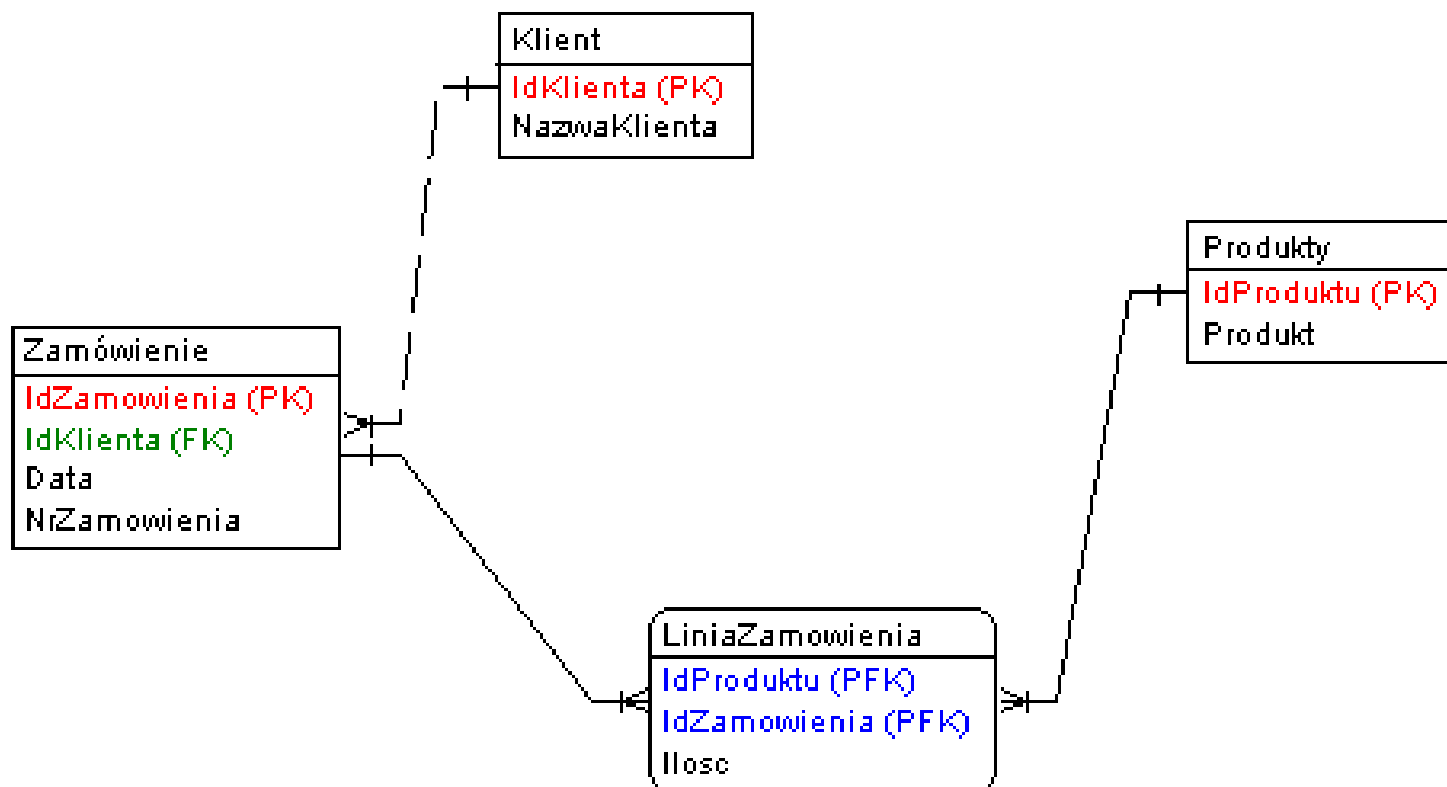 Klient
IdKlienta (PK)
NazwaKlienta
Produkty
IdProduktu (PK)
Produkt
Zamówienie
IdZamowienia (PK)
IdKlienta (FK)
Data
NrZamowienia
LiniaZamowienia
IdProduktu (PFK)
IdZamowienia (PFK)
Ilosc